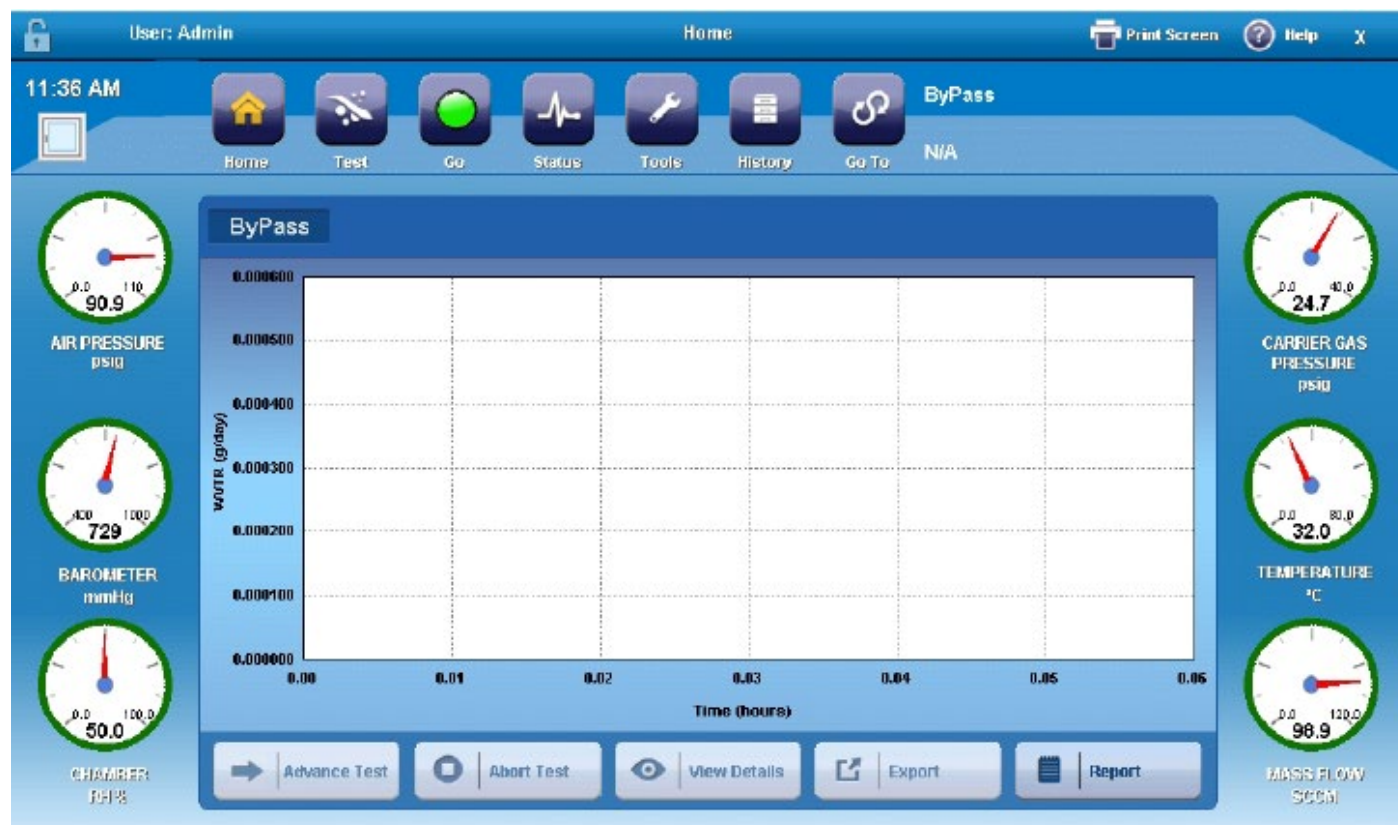 User: Admin
Home
Print Screen
Help
X
11:36 AM
Home
Test
Go
Status
Tools
History
Go To
ByPass
N/A
0.0
110
90.9
AIR PRESSURE
psig
400
1000
729
BAROMETER
mmHg
0.0
100.0
50.0
CHAMBER
RH %
ByPass
WVTR (g/day)
0.000600
0.000500
0.000400
0.000300
0.000200
0.000100
0.000000
0.00
0.01
0.02
0.03
0.04
0.05
0.06
Time (hours)
Advance Test
Abort Test
View Details
Export
Report
0.0
40.0
24.7
CARRIER GAS
PRESSURE
psig
0.0
80.0
32.0
TEMPERATURE
°C
0.0
120.0
98.9
MASS FLOW
SCCM